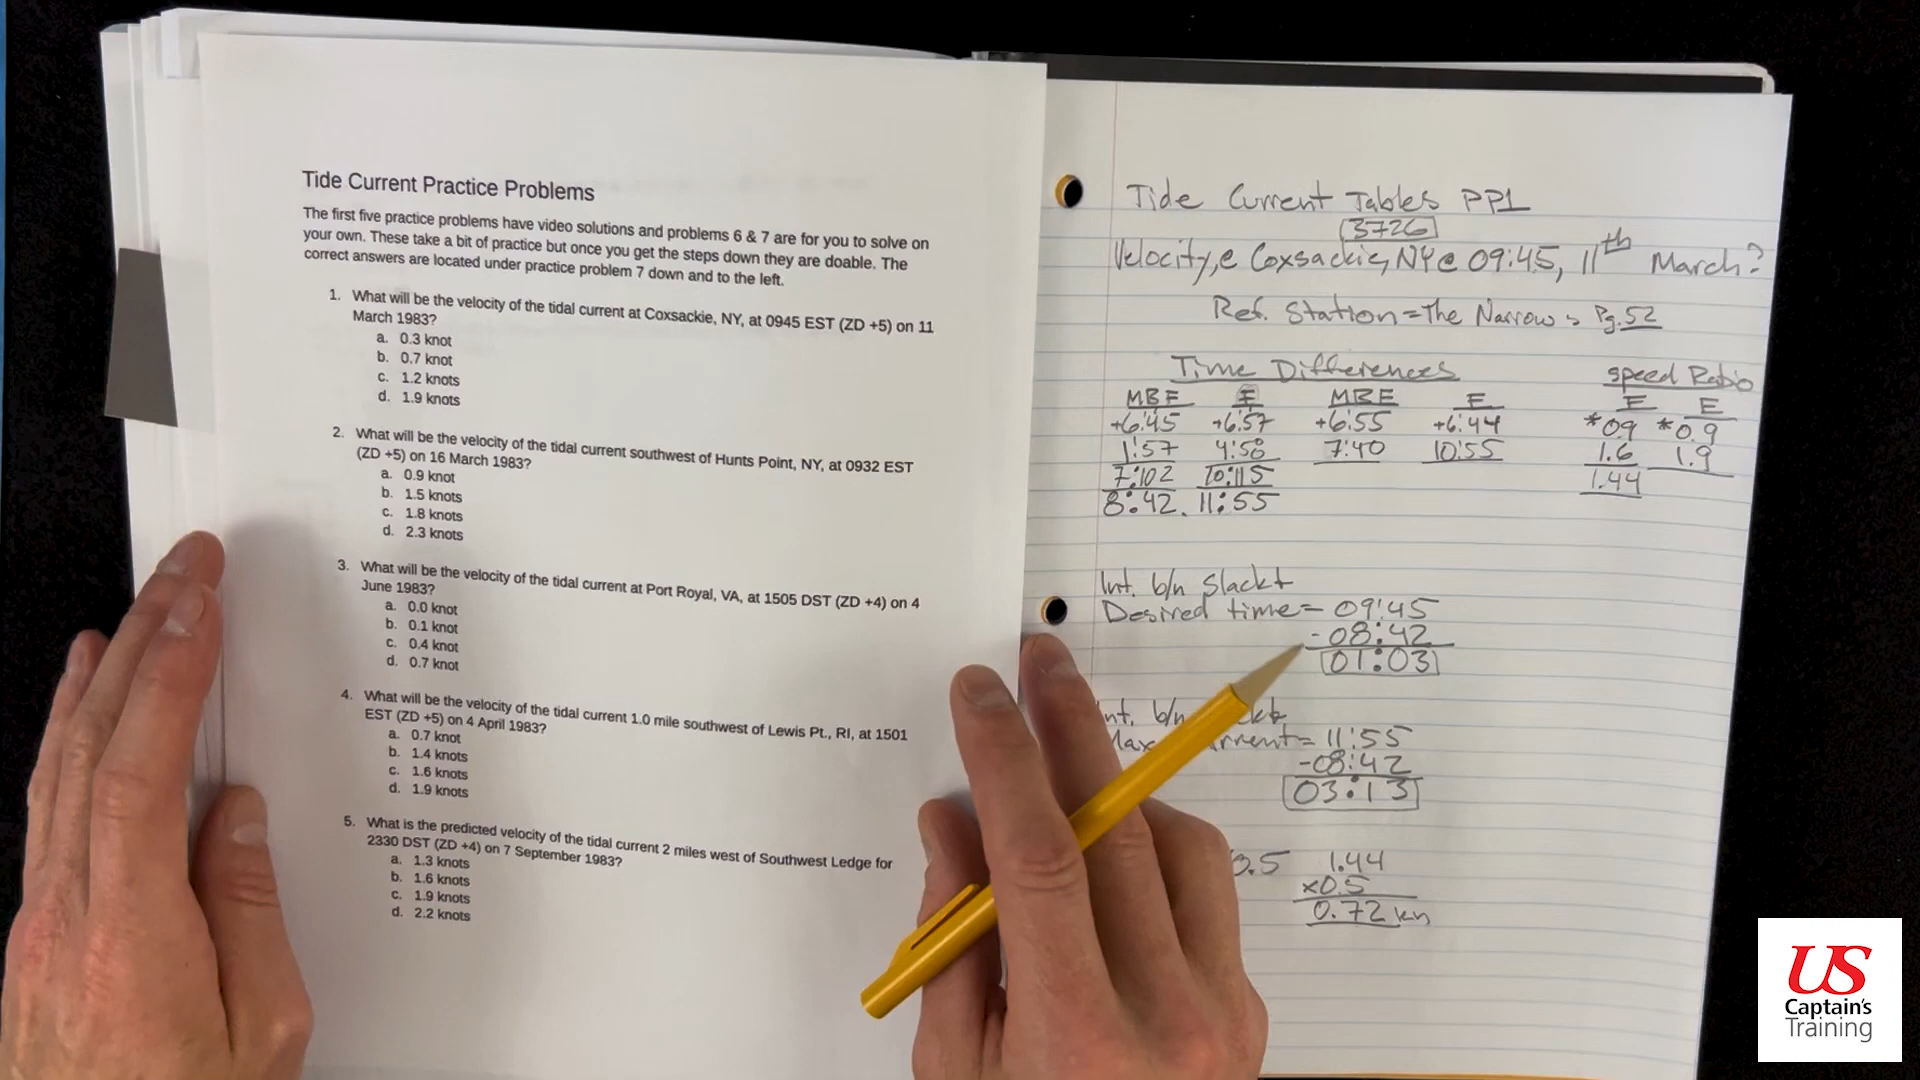 Tide Current Practice Problems
The first five practice problems have video solutions and problems 6 & 7 are for you to solve on
your own. These take a bit of practice but once you get the steps down they are doable. The
correct answers are located under practice problem 7 down and to the left.
1. What will be the velocity of the tidal current at Coxsackie, NY, at 0945 EST (ZD +5) on 11
March 1983?
a. 0.3 knot
b. 0.7 knot
c. 1.2 knots
d. 1.9 knots
2. What will be the velocity of the tidal current southwest of Hunts Point, NY, at 0932 EST
(ZD +5) on 16 March 1983?
a. 0.9 knot
b. 1.5 knots
c. 1.8 knots
d. 2.3 knots
3. What will be the velocity of the tidal current at Port Royal, VA, at 1505 DST (ZD +4) on 4
June 1983?
a. 0.0 knot
b. 0.1 knot
c. 0.4 knot
d. 0.7 knot
4. What will be the velocity of the tidal current 1.0 mile southwest of Lewis Pt., RI, at 1501
EST (ZD +5) on 4 April 1983?
a. 0.7 knot
b. 1.4 knots
c. 1.6 knots
d. 1.9 knots
5. What is the predicted velocity of the tidal current 2 miles west of Southwest Ledge for
2330 DST (ZD +4) on 7 September 1983?
a. 1.3 knots
b. 1.6 knots
c. 1.9 knots
d. 2.2 knots
Tide Current Tables PP1
3726
Velocity, @ Coxsackie, NY @ 09:45, 11th March?
Ref. Station = The Narrows Pg. 52
Time Differences speed Ratio
MBF F MBE E F E
+6:45 +6:57 +6:55 +6:44 *0.9 *0.9
1:57 4:58 7:40 10:55 1.6 1.9
7:102 10:115 1.44
8:42 11:55
Int. b/n Slack +
Desired time = 09:45
- 08:42
01:03
Int. b/n
= 11:55
- 08:42
03:13
0.5 1.44
x0.5
0.72 kn
US
Captain's
Training